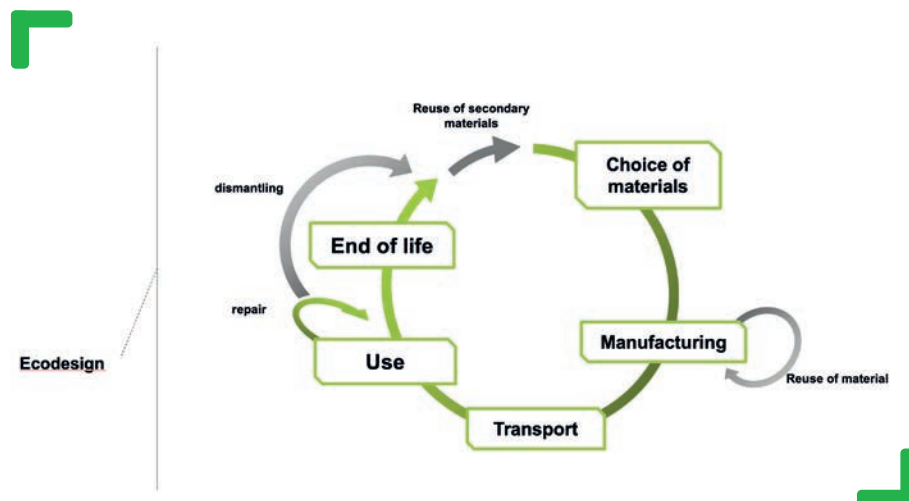 Reuse of secondary
materials
Choice of
materials
dismantling
End of life
repair
Manufacturing
Ecodesign
Use
Reuse of material
Transport